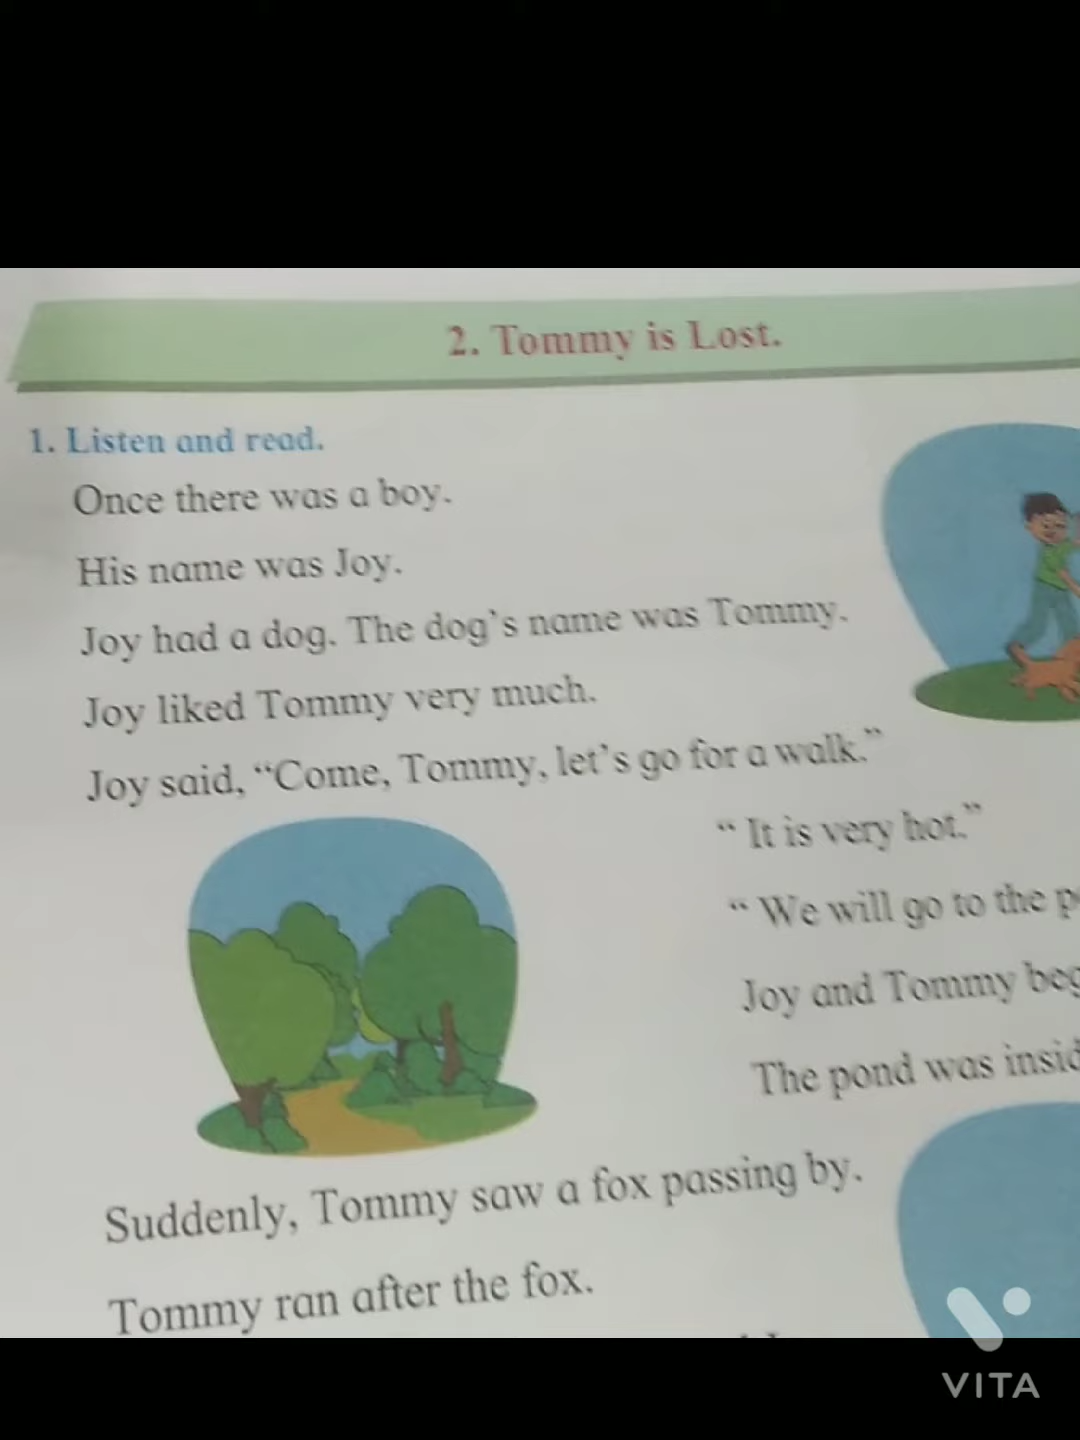 2. Tommy is Lost.
1. Listen and read.
Once there was a boy.
His name was Joy.
Joy had a dog. The dog's name was Tommy.
Joy liked Tommy very much.
Joy said, “Come, Tommy, let's go for a walk.”
“ It is very hot.”
“ We will go to the
Joy and Tommy
The pond was
Suddenly, Tommy saw a fox passing by.
Tommy ran after the fox.
VITA